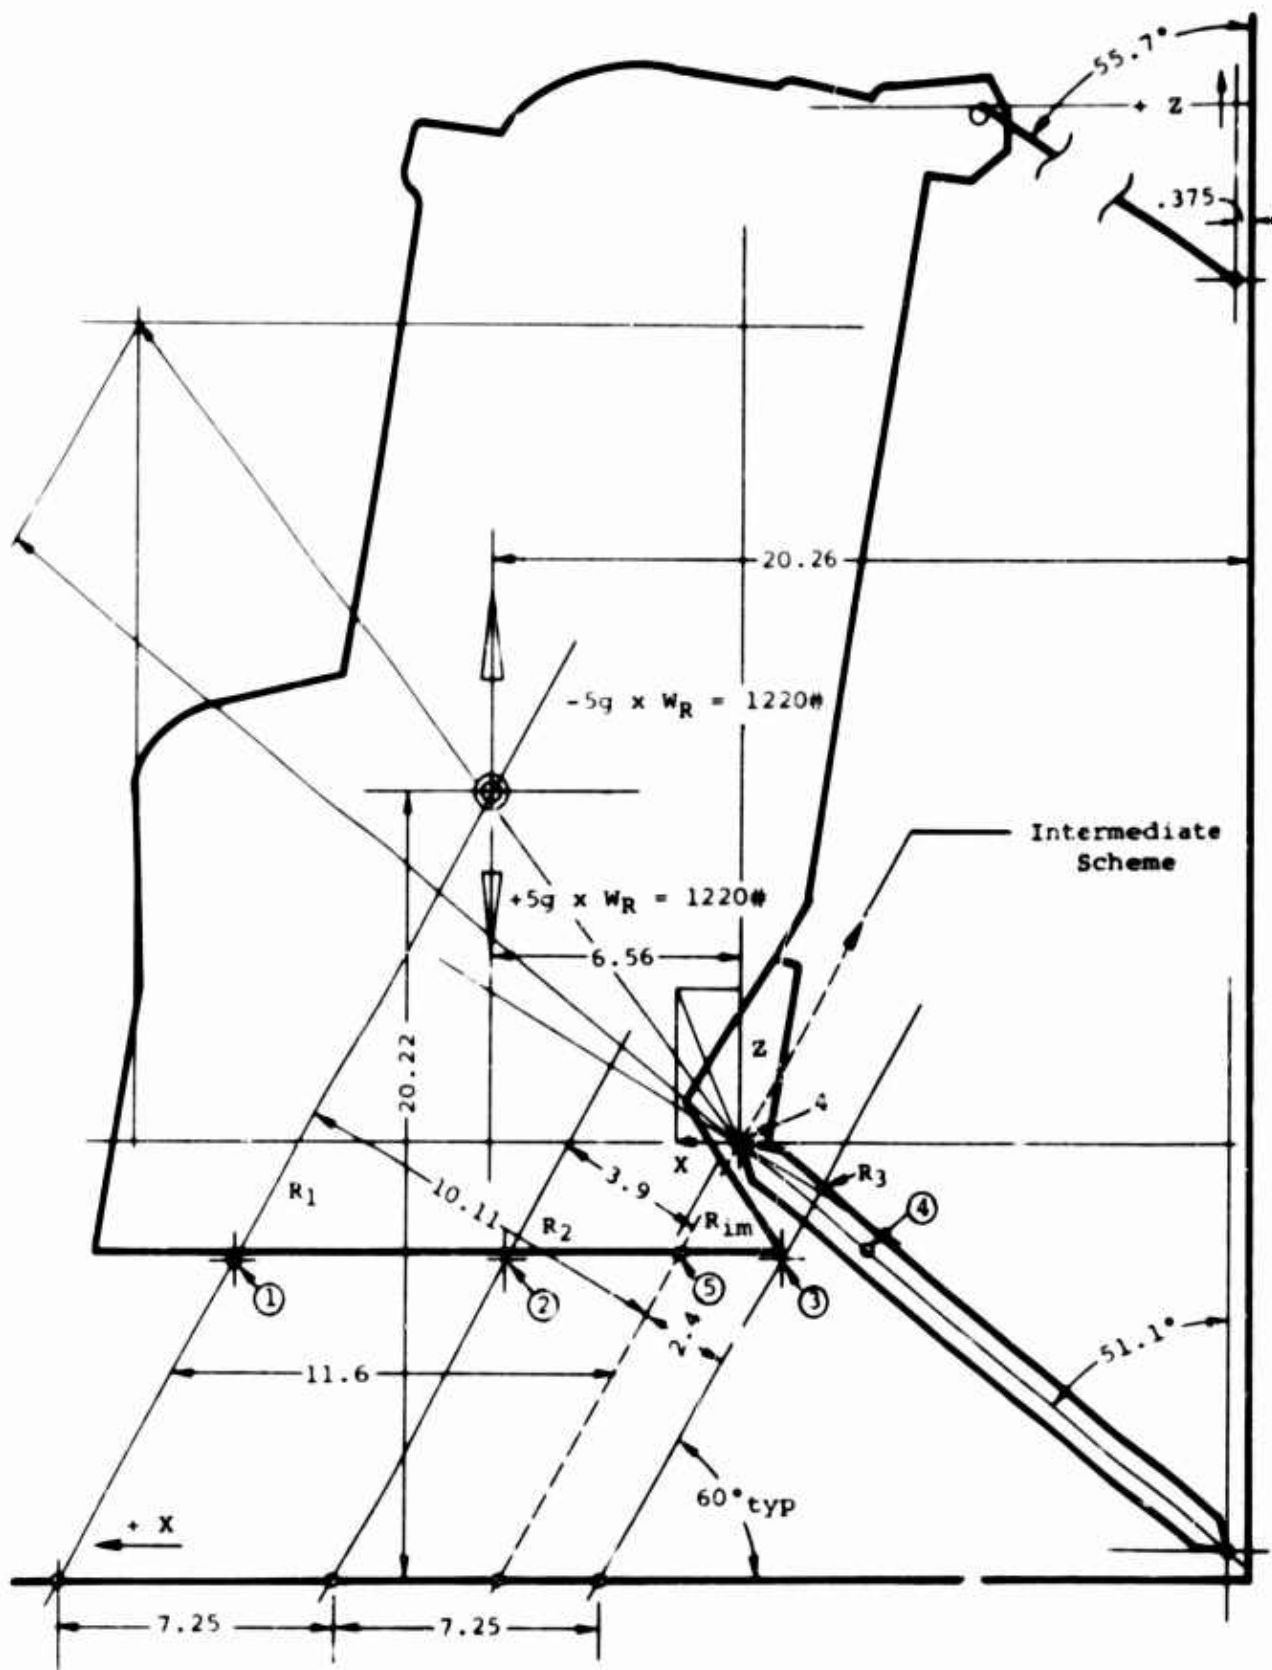 55.7°
+ Z
.375
20.26
-5g x W_R = 1220#
Intermediate
Scheme
+5g x W_R = 1220#
6.56
20.22
Z
4
X
R_3
3.9
R_1
10.11
R_2
R_im
④
①
②
⑤
③
2.4
51.1°
11.6
60° typ
+ X
7.25
7.25